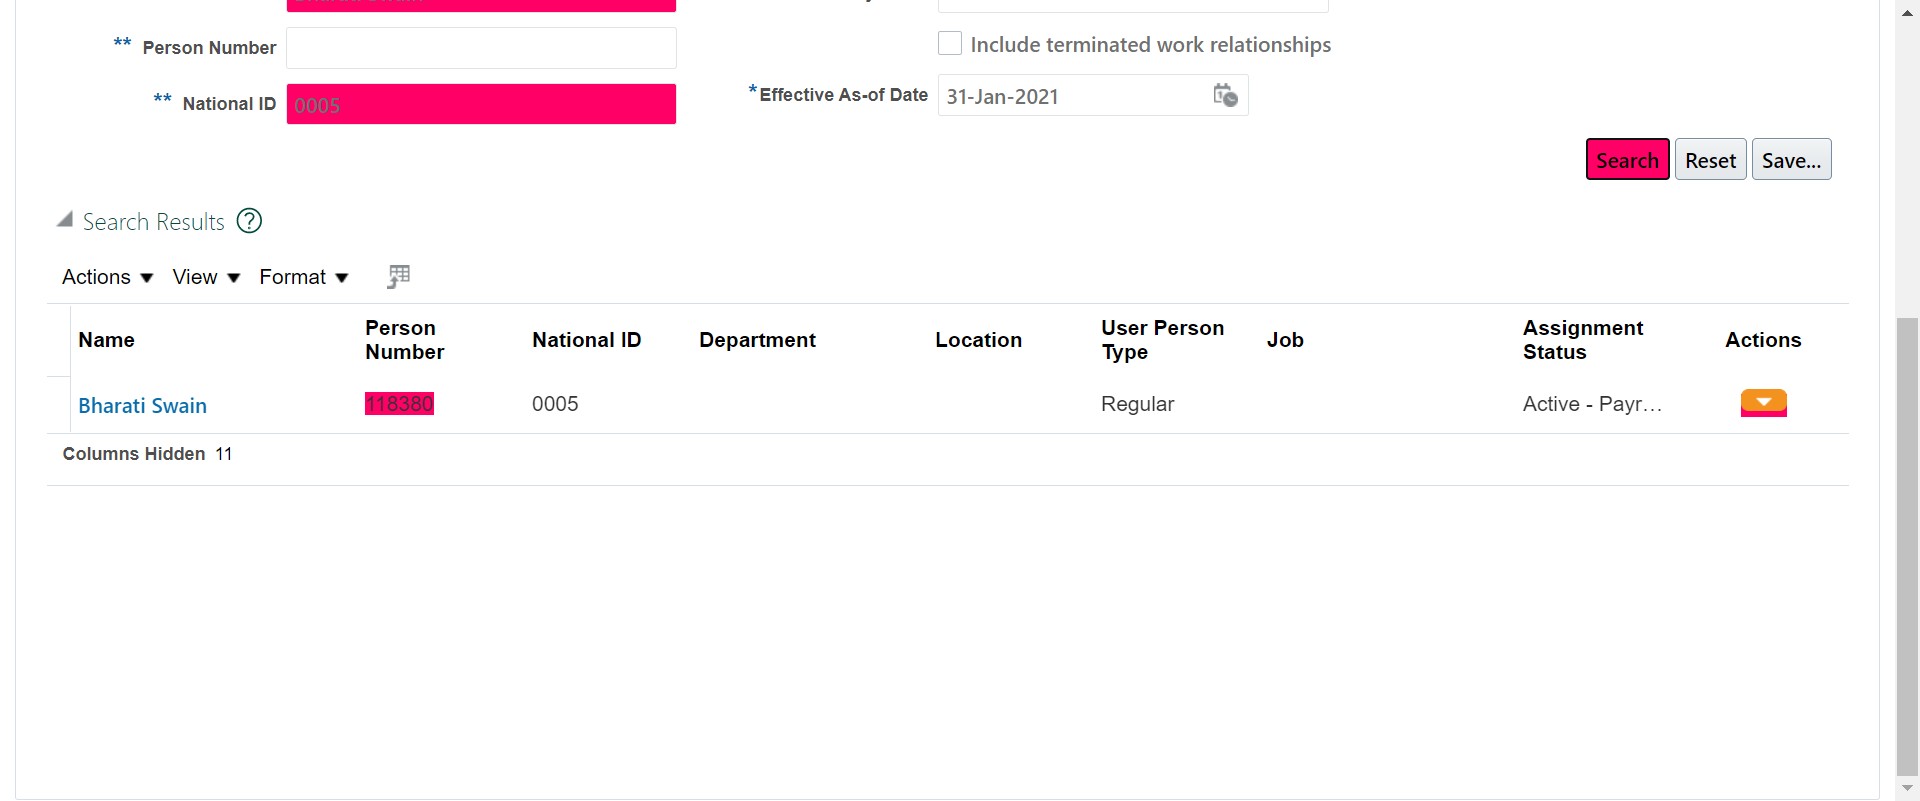 ** Person Number
Include terminated work relationships
** National ID 0005
*Effective As-of Date 31-Jan-2021
Search Reset Save...
Search Results ?
Actions View Format
Name Person Number National ID Department Location User Person Type Job Assignment Status Actions
Bharati Swain 118380 0005 Regular Active - Payr...
Columns Hidden 11